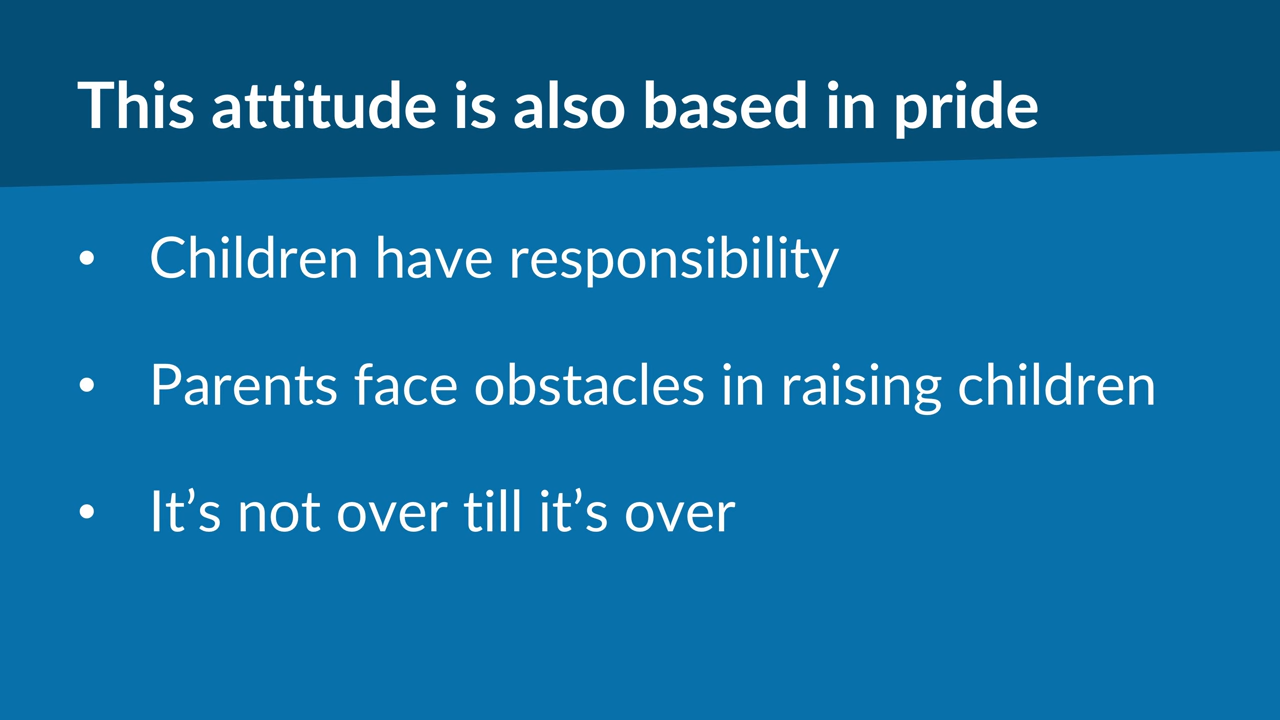 This attitude is also based in pride
• Children have responsibility
• Parents face obstacles in raising children
• It’s not over till it’s over